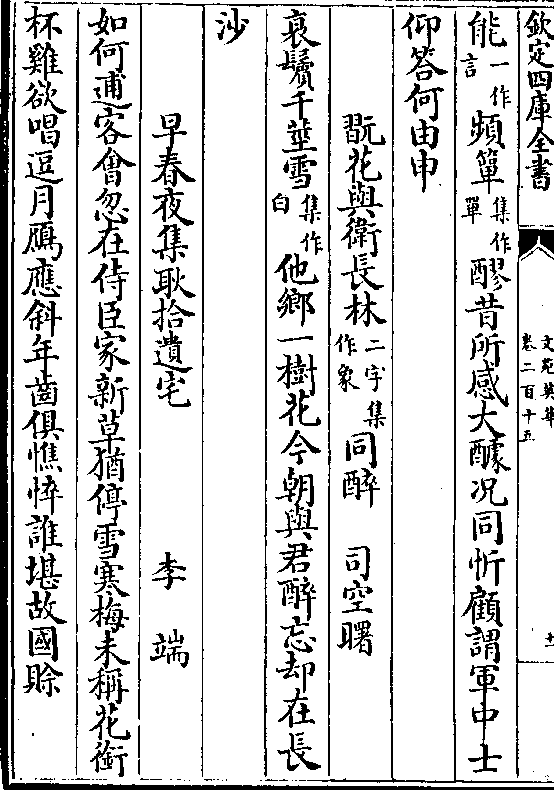 欽定四庫全書 文苑英華 卷二百十五 十一
能一作言頻簞集作單醪昔所感大醵况同忻顧謂軍中士
仰答何由申
翫花與衛長林二字集作象同醉 司空曙
衰鬢千莖雪集作白他鄉一樹花今朝與君醉忘却在長
沙
早春夜集耿拾遺宅 李端
如何逋客會忽在侍臣家新草猶停雪寒梅未稱花銜
杯雞欲唱逗月鴈應斜年齒俱憔悴誰堪故國賒